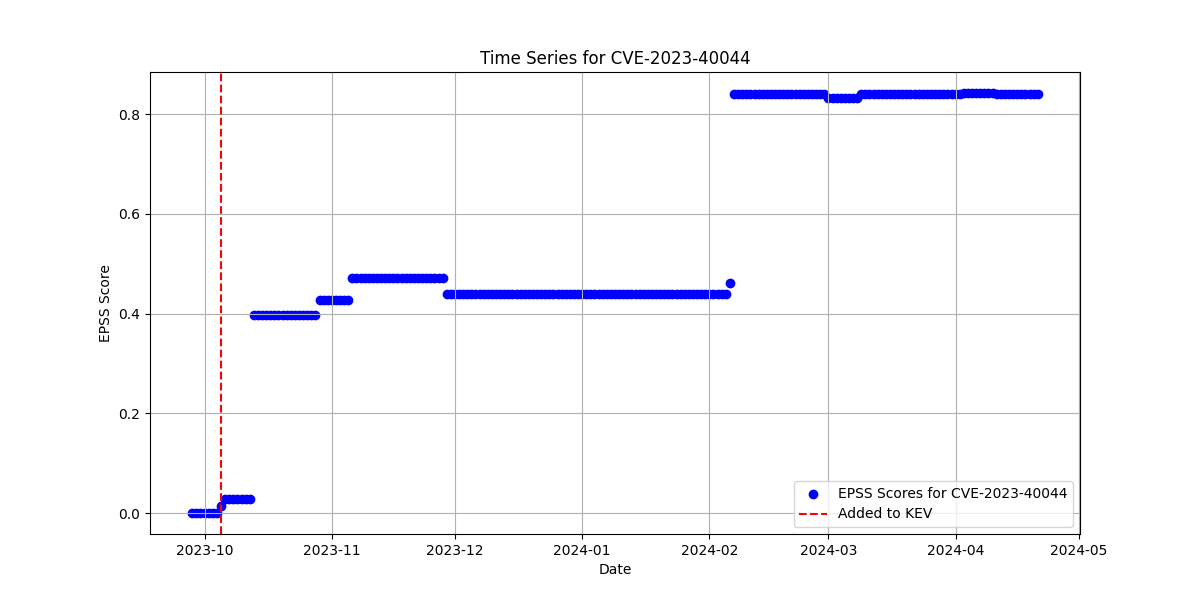 Time Series for CVE-2023-40044
EPSS Score
0.8
0.6
0.4
0.2
0.0
EPSS Scores for CVE-2023-40044
Added to KEV
2023-10 2023-11 2023-12 2024-01 2024-02 2024-03 2024-04 2024-05
Date